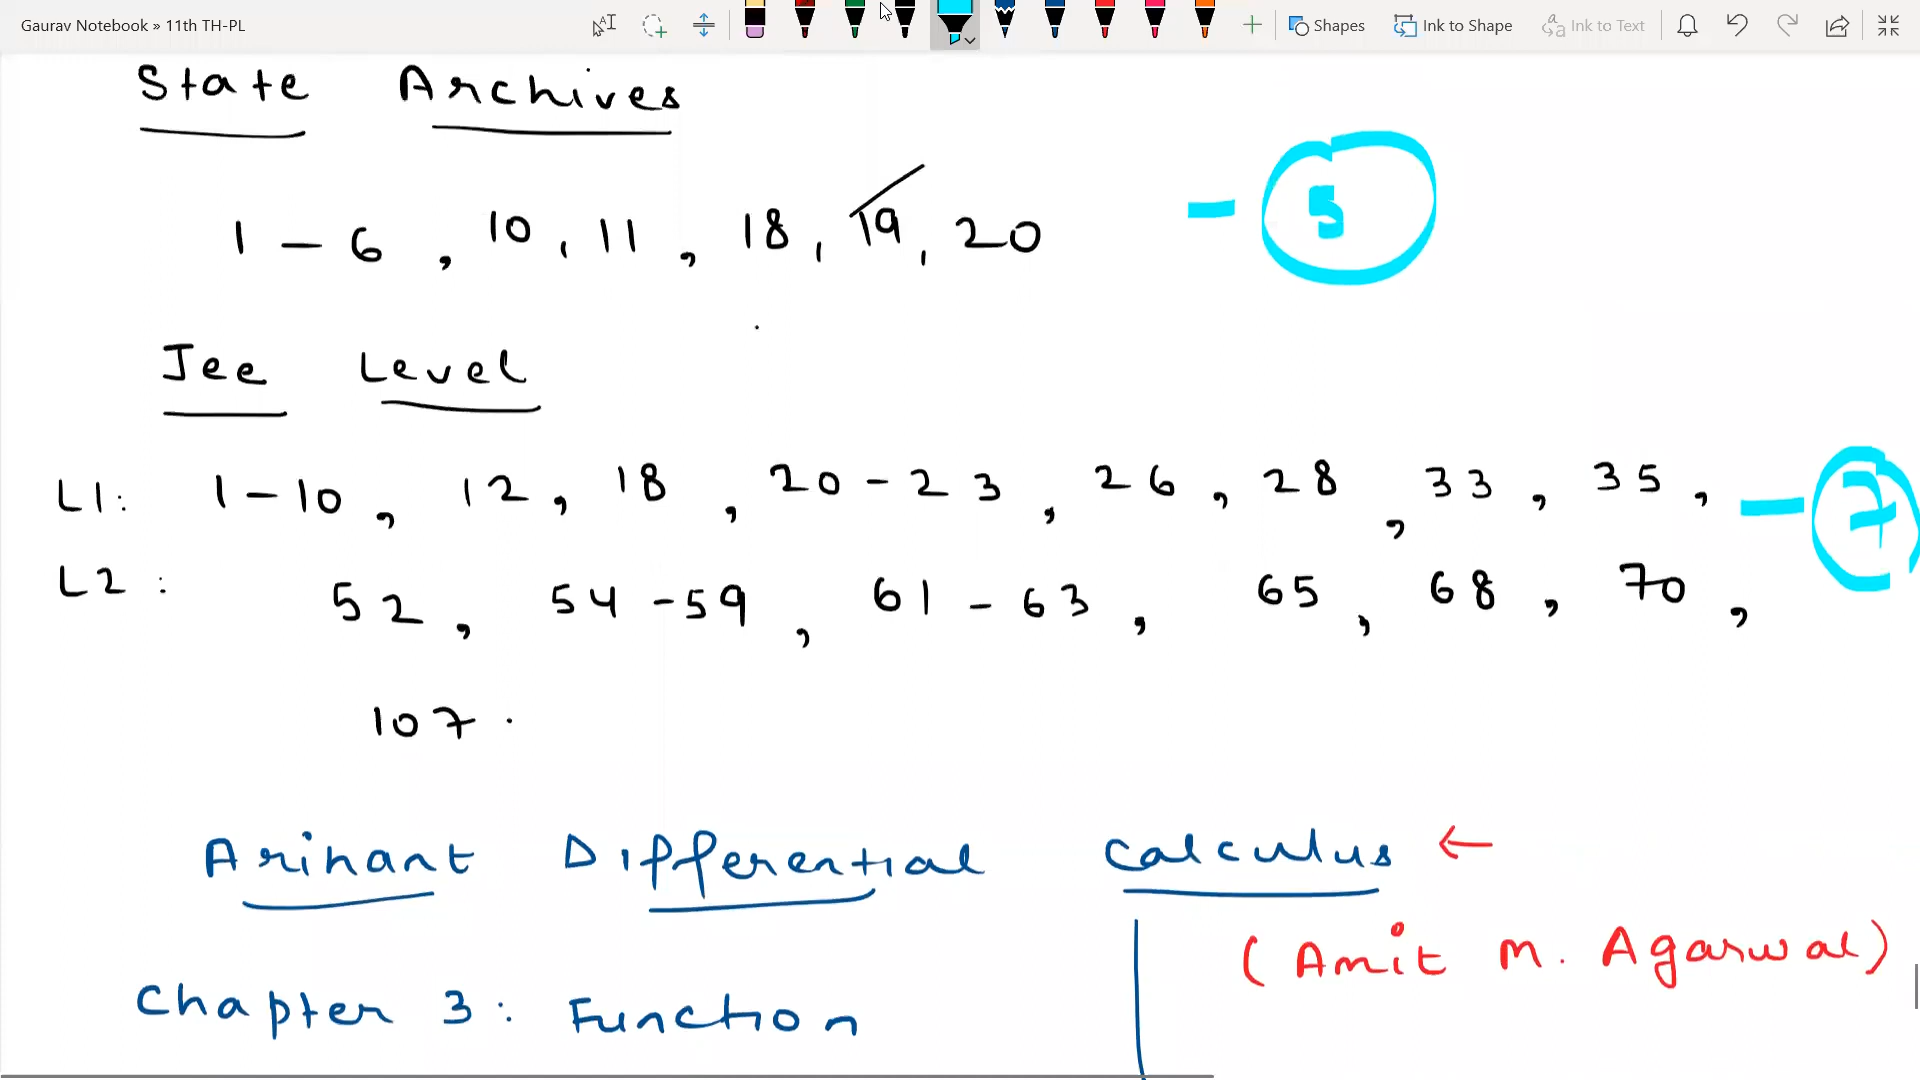 Gaurav Notebook » 11th TH-PL
Shapes Ink to Shape Ink to Text
State Archives
1 – 6 , 10 , 11 , 18 , 19 , 20 – 5
Jee Level
L1: 1 – 10 , 12 , 18 , 20 – 23 , 26 , 28 , 33 , 35 , – 7
L2 : 52 , 54 – 59 , 61 – 63 , 65 , 68 , 70 ,
107 .
Arihant Differential Calculus ←
( Amit M. Agarwal )
Chapter 3 : Function